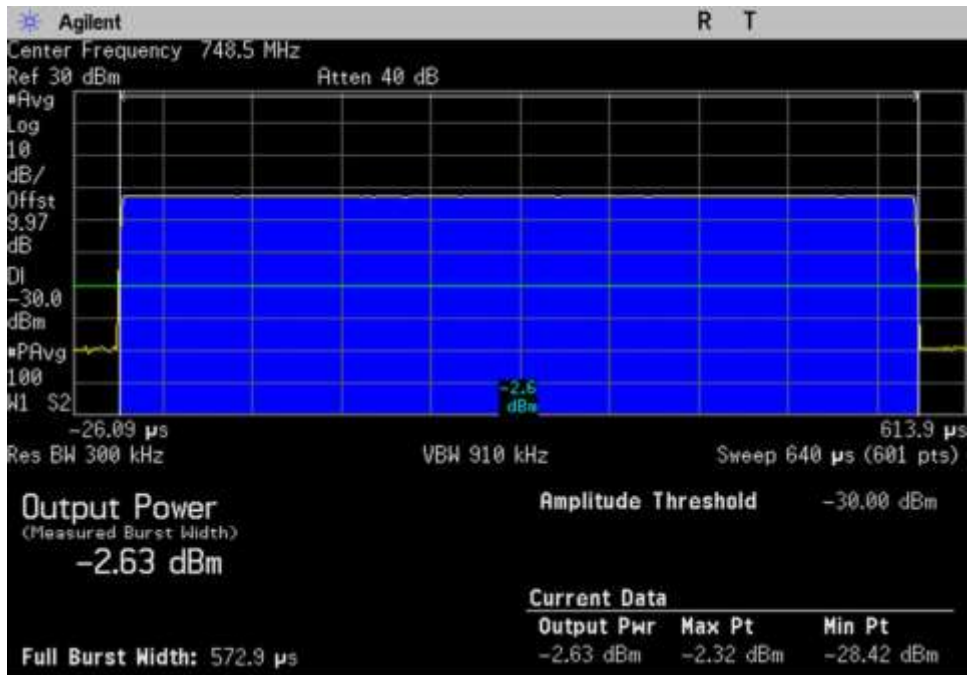 Agilent R T
Center Frequency 748.5 MHz
Ref 30 dBm Atten 40 dB
#Avg
Log
10
dB/
Offst
9.97
dB
DI
-30.0
dBm
#PAvg
100
W1 S2
-2.6
dBm
-26.09 µs 613.9 µs
Res BW 300 kHz VBW 910 kHz Sweep 640 µs (601 pts)
Output Power
(Measured Burst Width)
-2.63 dBm
Amplitude Threshold -30.00 dBm
Current Data
Output Pwr Max Pt Min Pt
-2.63 dBm -2.32 dBm -28.42 dBm
Full Burst Width: 572.9 µs